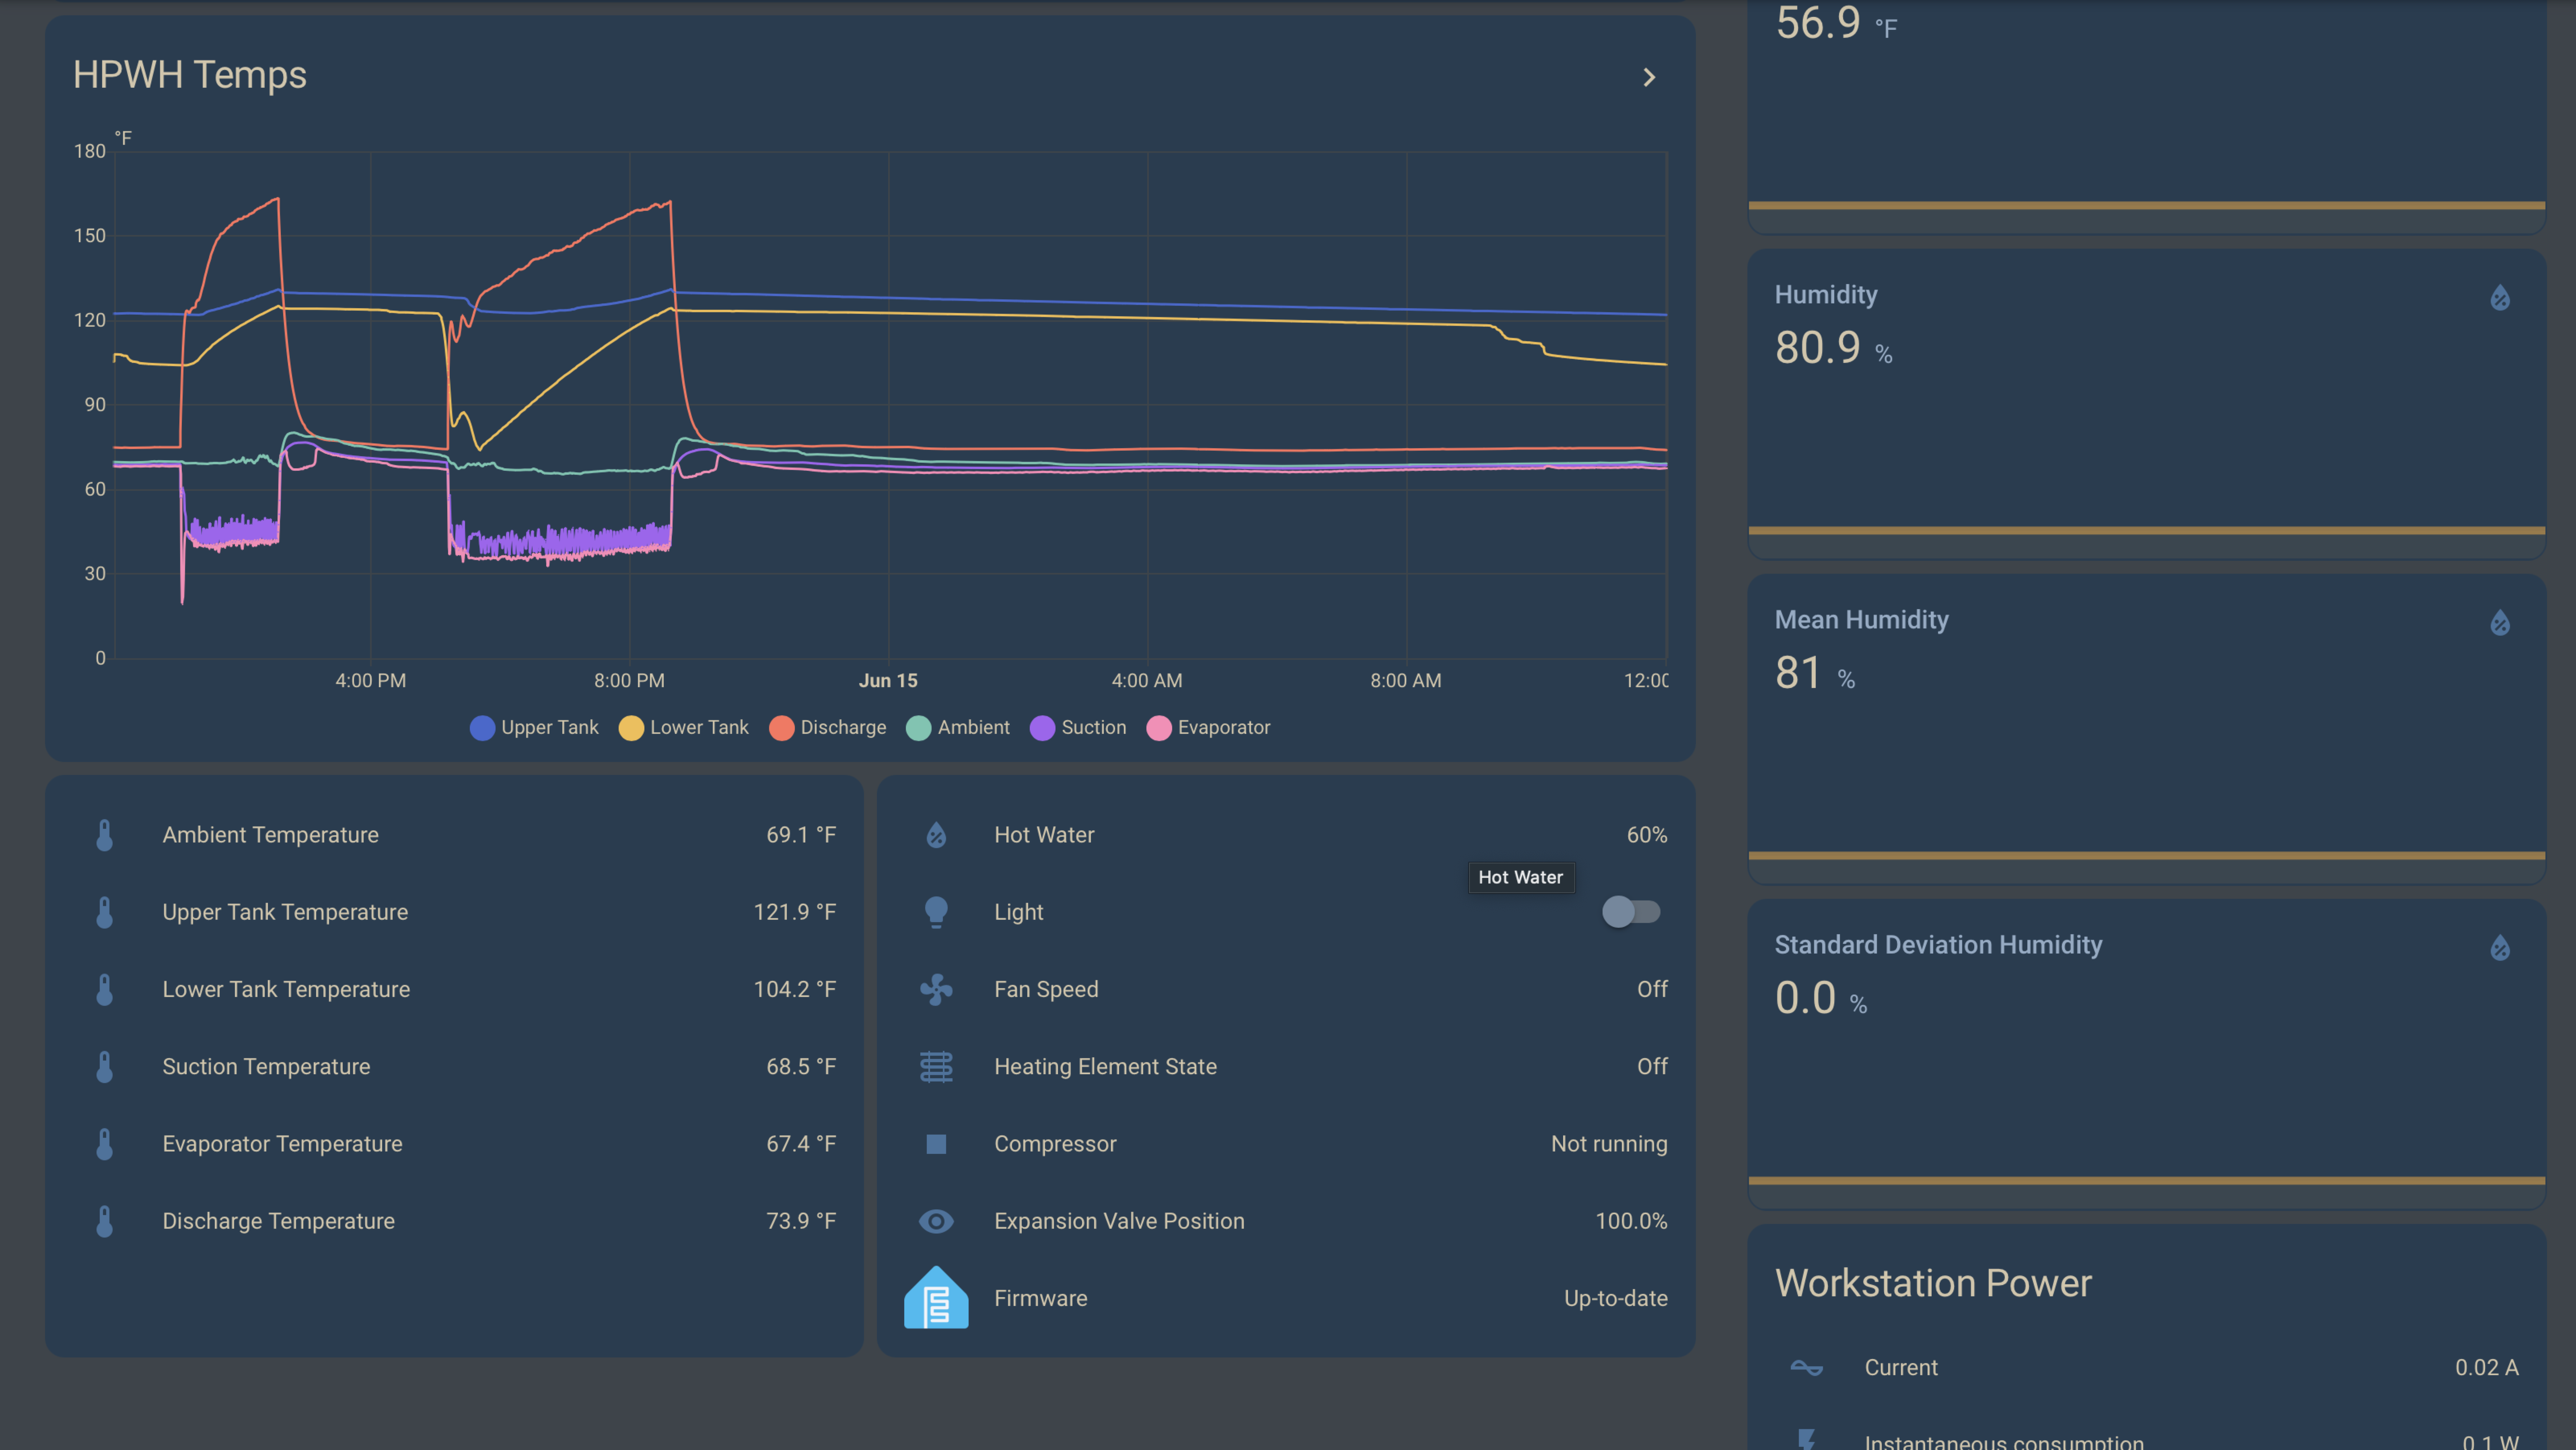 HPWH Temps
°F
180
150
120
90
60
30
0
4:00 PM 8:00 PM Jun 15 4:00 AM 8:00 AM 12:00
Upper Tank Lower Tank Discharge Ambient Suction Evaporator
Ambient Temperature 69.1 °F
Upper Tank Temperature 121.9 °F
Lower Tank Temperature 104.2 °F
Suction Temperature 68.5 °F
Evaporator Temperature 67.4 °F
Discharge Temperature 73.9 °F
Hot Water 60%
Hot Water
Light
Fan Speed Off
Heating Element State Off
Compressor Not running
Expansion Valve Position 100.0%
Firmware Up-to-date
56.9 °F
Humidity
80.9 %
Mean Humidity
81 %
Standard Deviation Humidity
0.0 %
Workstation Power
Current 0.02 A
Instantaneous consumption 0.1 W